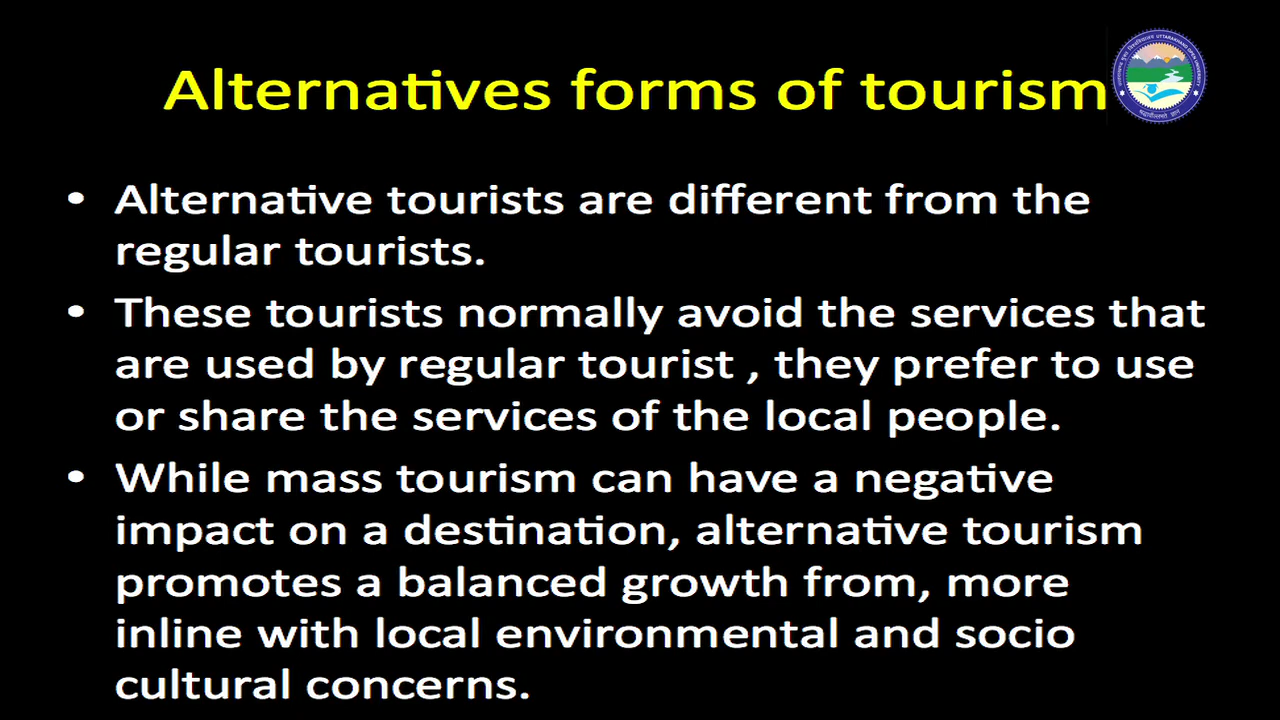 Alternatives forms of tourism
UTTARAKHAND OPEN UNIVERSITY
• Alternative tourists are different from the
regular tourists.
• These tourists normally avoid the services that
are used by regular tourist , they prefer to use
or share the services of the local people.
• While mass tourism can have a negative
impact on a destination, alternative tourism
promotes a balanced growth from, more
inline with local environmental and socio
cultural concerns.